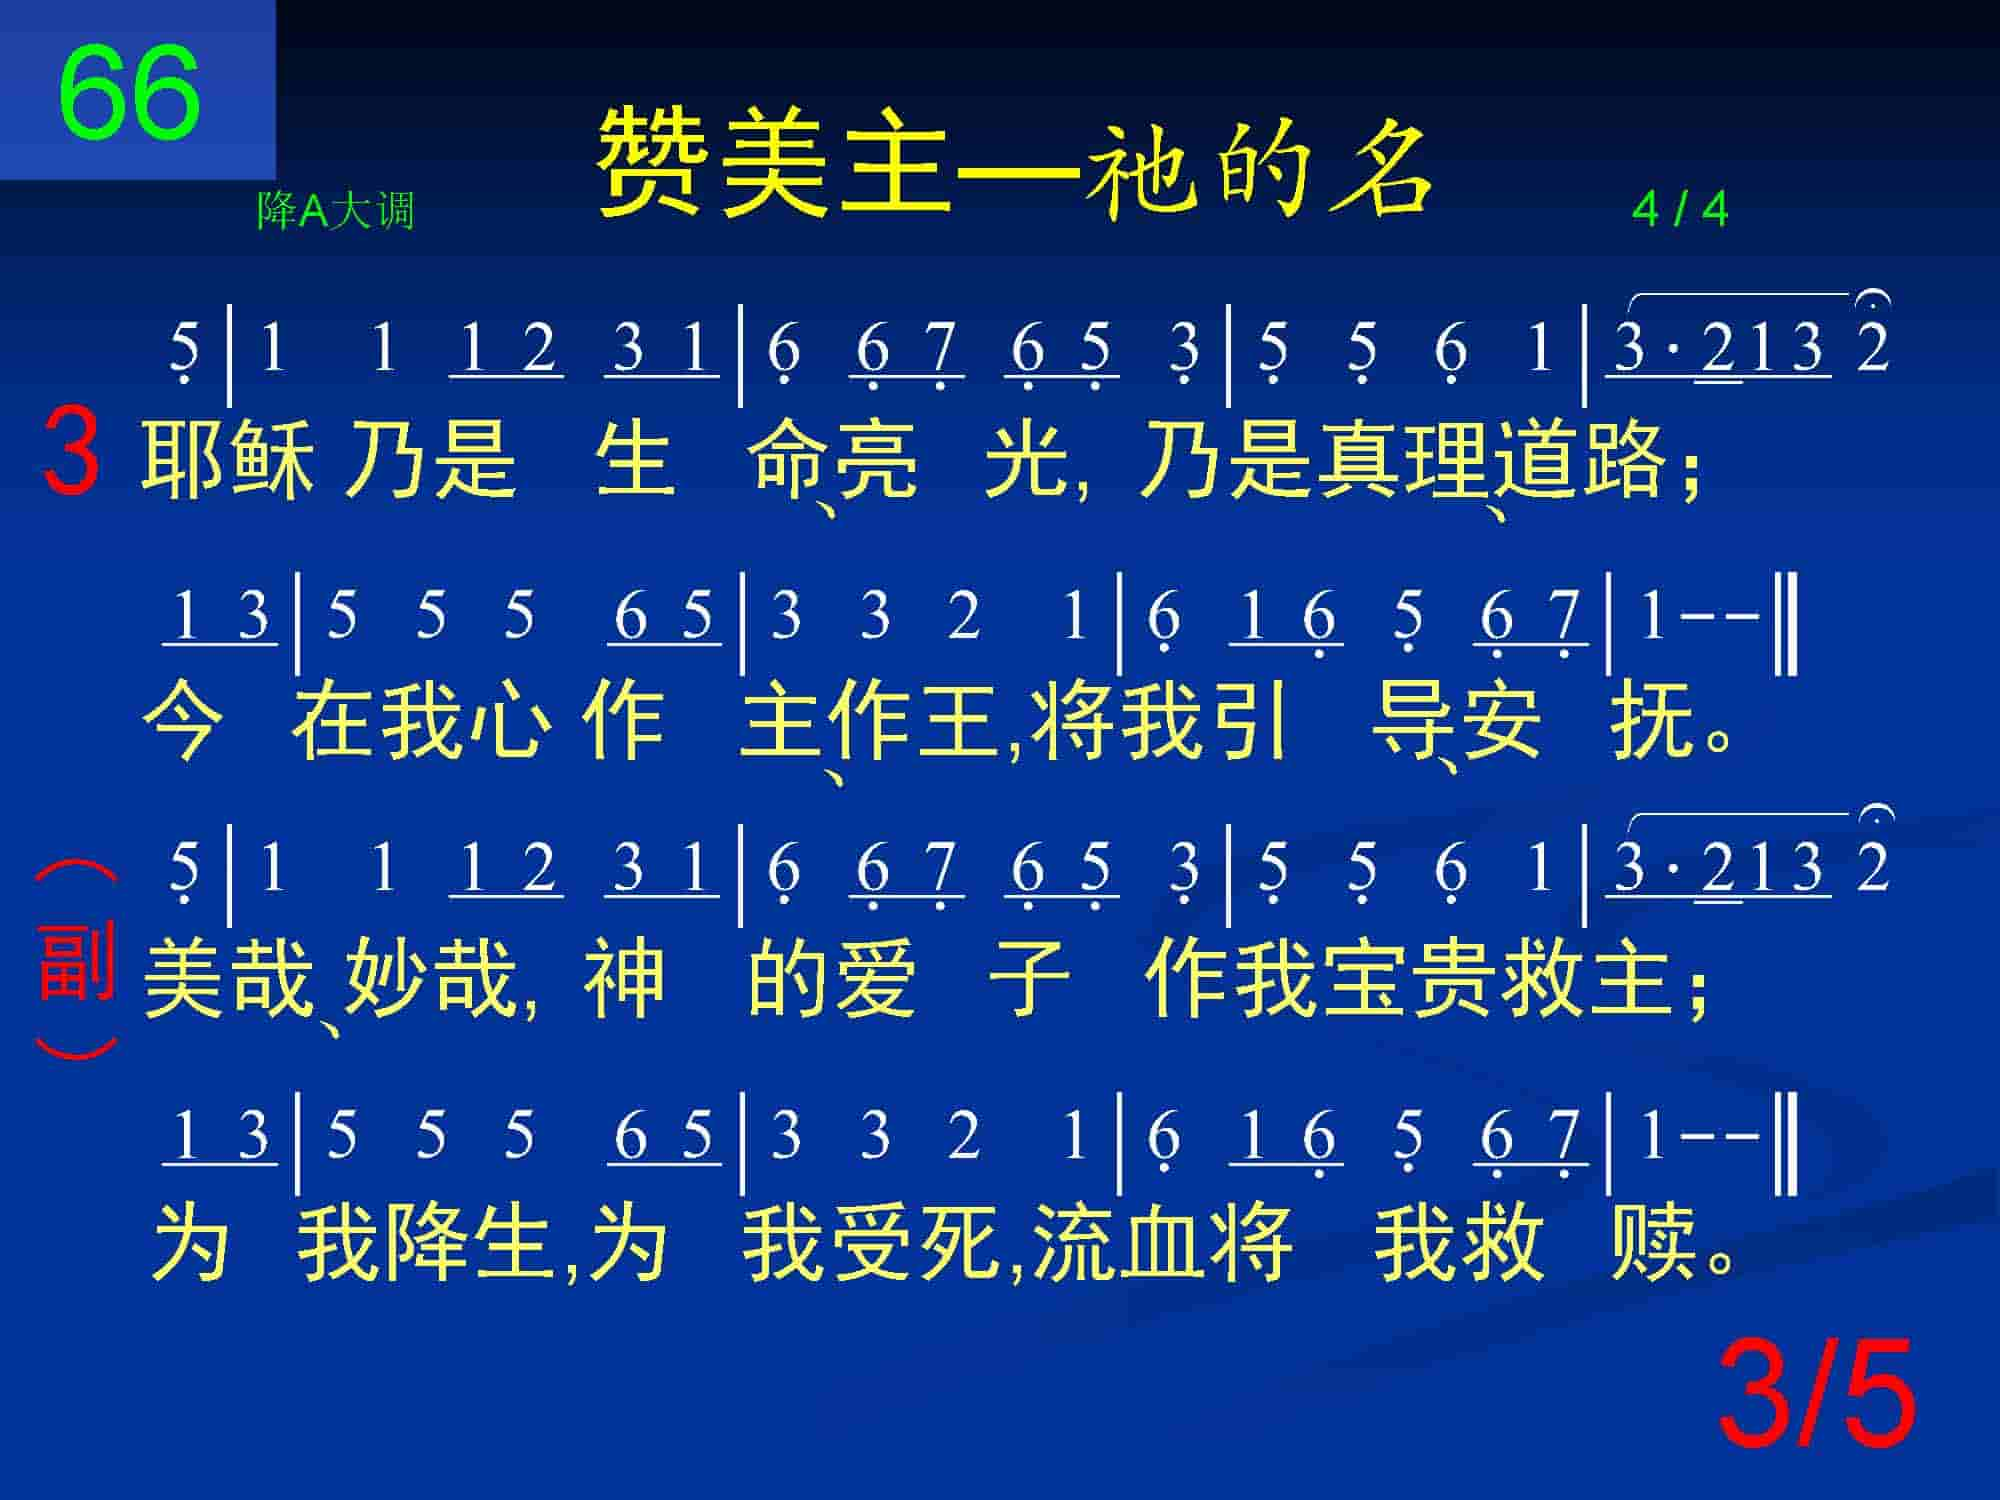 66
赞美主—祂的名
降A大调
4 / 4
5 | 1 1 1 2 3 1 | 6 6 7 6 5 3 | 5 5 6 1 | 3 · 2 1 3 2
3 耶稣乃是生命、亮光, 乃是真理、道路;
1 3 | 5 5 5 6 5 | 3 3 2 1 | 6 1 6 5 6 7 | 1 – – ‖
今在我心作主、作王,将我引导、安抚。
5 | 1 1 1 2 3 1 | 6 6 7 6 5 3 | 5 5 6 1 | 3 · 2 1 3 2
(副) 美哉、妙哉, 神的爱子作我宝贵救主;
1 3 | 5 5 5 6 5 | 3 3 2 1 | 6 1 6 5 6 7 | 1 – – ‖
为我降生,为我受死,流血将我救赎。
3/5